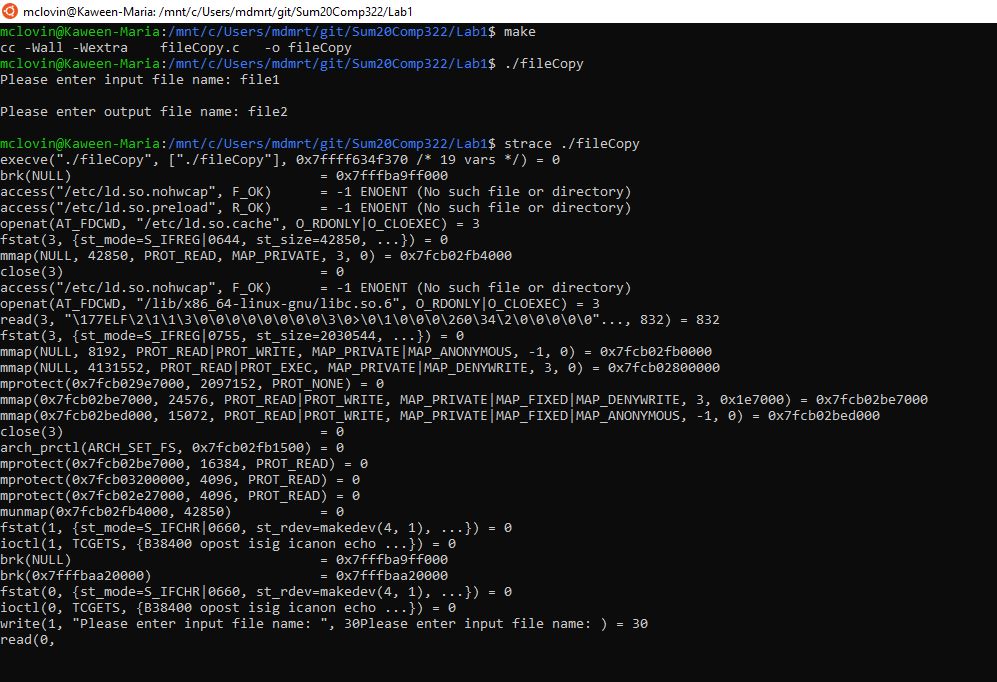 mclovin@Kaween-Maria: /mnt/c/Users/mdmrt/git/Sum20Comp322/Lab1
mclovin@Kaween-Maria:/mnt/c/Users/mdmrt/git/Sum20Comp322/Lab1$ make
cc -Wall -Wextra    fileCopy.c   -o fileCopy
mclovin@Kaween-Maria:/mnt/c/Users/mdmrt/git/Sum20Comp322/Lab1$ ./fileCopy
Please enter input file name: file1
Please enter output file name: file2
mclovin@Kaween-Maria:/mnt/c/Users/mdmrt/git/Sum20Comp322/Lab1$ strace ./fileCopy
execve("./fileCopy", ["./fileCopy"], 0x7ffff634f370 /* 19 vars */) = 0
brk(NULL)                               = 0x7fffba9ff000
access("/etc/ld.so.nohwcap", F_OK)      = -1 ENOENT (No such file or directory)
access("/etc/ld.so.preload", R_OK)      = -1 ENOENT (No such file or directory)
openat(AT_FDCWD, "/etc/ld.so.cache", O_RDONLY|O_CLOEXEC) = 3
fstat(3, {st_mode=S_IFREG|0644, st_size=42850, ...}) = 0
mmap(NULL, 42850, PROT_READ, MAP_PRIVATE, 3, 0) = 0x7fcb02fb4000
close(3)                                = 0
access("/etc/ld.so.nohwcap", F_OK)      = -1 ENOENT (No such file or directory)
openat(AT_FDCWD, "/lib/x86_64-linux-gnu/libc.so.6", O_RDONLY|O_CLOEXEC) = 3
read(3, "\177ELF\2\1\1\3\0\0\0\0\0\0\0\0\3\0>\0\1\0\0\0\260\34\2\0\0\0\0\0"..., 832) = 832
fstat(3, {st_mode=S_IFREG|0755, st_size=2030544, ...}) = 0
mmap(NULL, 8192, PROT_READ|PROT_WRITE, MAP_PRIVATE|MAP_ANONYMOUS, -1, 0) = 0x7fcb02fb0000
mmap(NULL, 4131552, PROT_READ|PROT_EXEC, MAP_PRIVATE|MAP_DENYWRITE, 3, 0) = 0x7fcb02800000
mprotect(0x7fcb029e7000, 2097152, PROT_NONE) = 0
mmap(0x7fcb02be7000, 24576, PROT_READ|PROT_WRITE, MAP_PRIVATE|MAP_FIXED|MAP_DENYWRITE, 3, 0x1e7000) = 0x7fcb02be7000
mmap(0x7fcb02bed000, 15072, PROT_READ|PROT_WRITE, MAP_PRIVATE|MAP_FIXED|MAP_ANONYMOUS, -1, 0) = 0x7fcb02bed000
close(3)                                = 0
arch_prctl(ARCH_SET_FS, 0x7fcb02fb1500) = 0
mprotect(0x7fcb02be7000, 16384, PROT_READ) = 0
mprotect(0x7fcb03200000, 4096, PROT_READ) = 0
mprotect(0x7fcb02e27000, 4096, PROT_READ) = 0
munmap(0x7fcb02fb4000, 42850)           = 0
fstat(1, {st_mode=S_IFCHR|0660, st_rdev=makedev(4, 1), ...}) = 0
ioctl(1, TCGETS, {B38400 opost isig icanon echo ...}) = 0
brk(NULL)                               = 0x7fffba9ff000
brk(0x7fffbaa20000)                     = 0x7fffbaa20000
fstat(0, {st_mode=S_IFCHR|0660, st_rdev=makedev(4, 1), ...}) = 0
ioctl(0, TCGETS, {B38400 opost isig icanon echo ...}) = 0
write(1, "Please enter input file name: ", 30Please enter input file name: ) = 30
read(0,